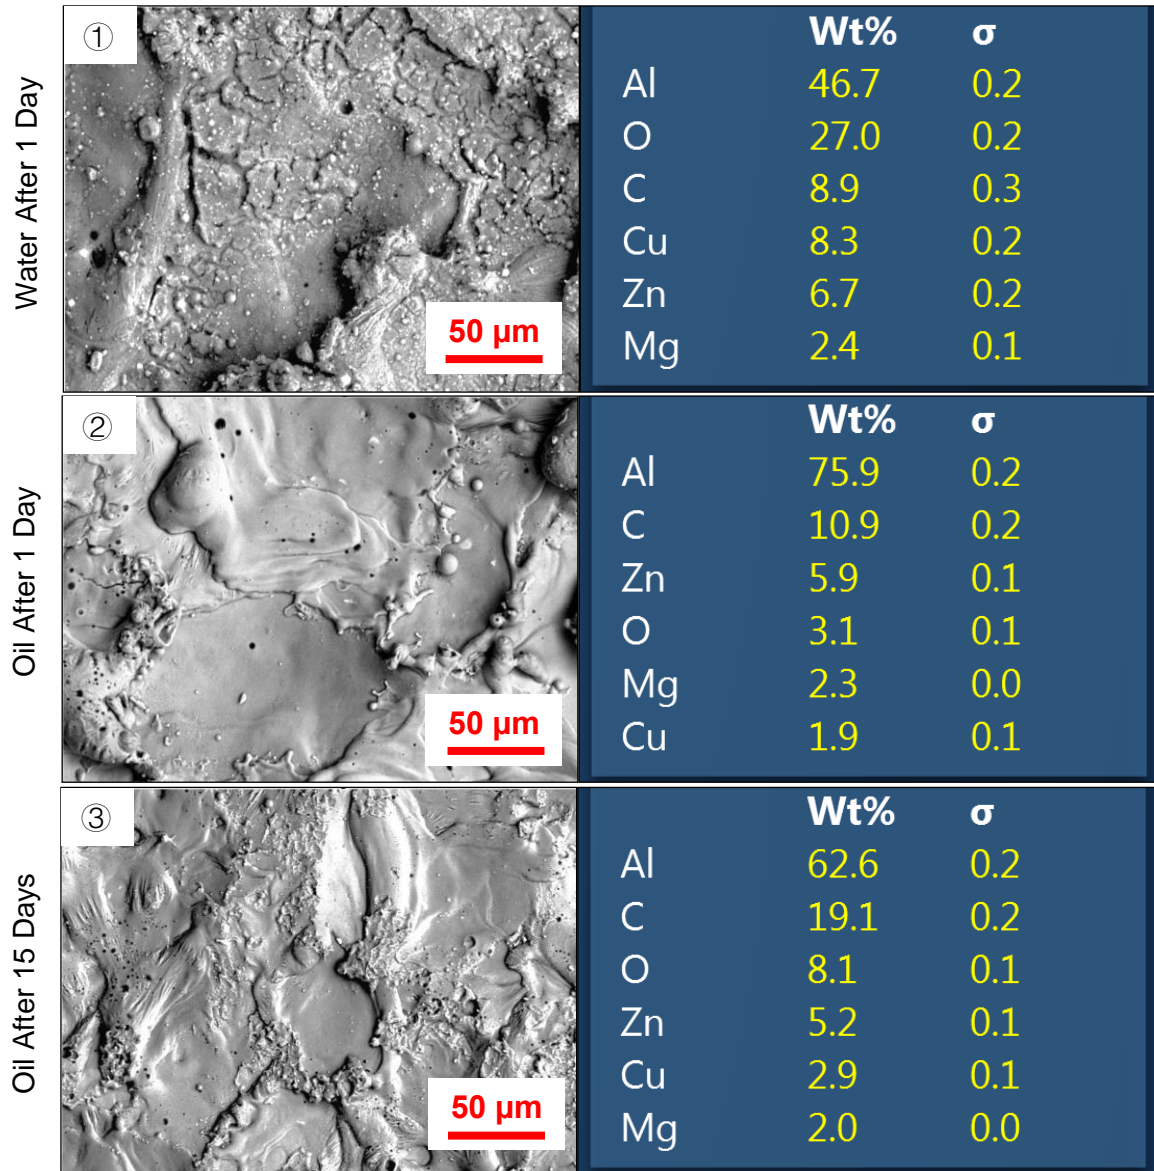 Water After 1 Day
①
50 µm
Wt% σ
Al 46.7 0.2
O 27.0 0.2
C 8.9 0.3
Cu 8.3 0.2
Zn 6.7 0.2
Mg 2.4 0.1
Oil After 1 Day
②
50 µm
Wt% σ
Al 75.9 0.2
C 10.9 0.2
Zn 5.9 0.1
O 3.1 0.1
Mg 2.3 0.0
Cu 1.9 0.1
Oil After 15 Days
③
50 µm
Wt% σ
Al 62.6 0.2
C 19.1 0.2
O 8.1 0.1
Zn 5.2 0.1
Cu 2.9 0.1
Mg 2.0 0.0